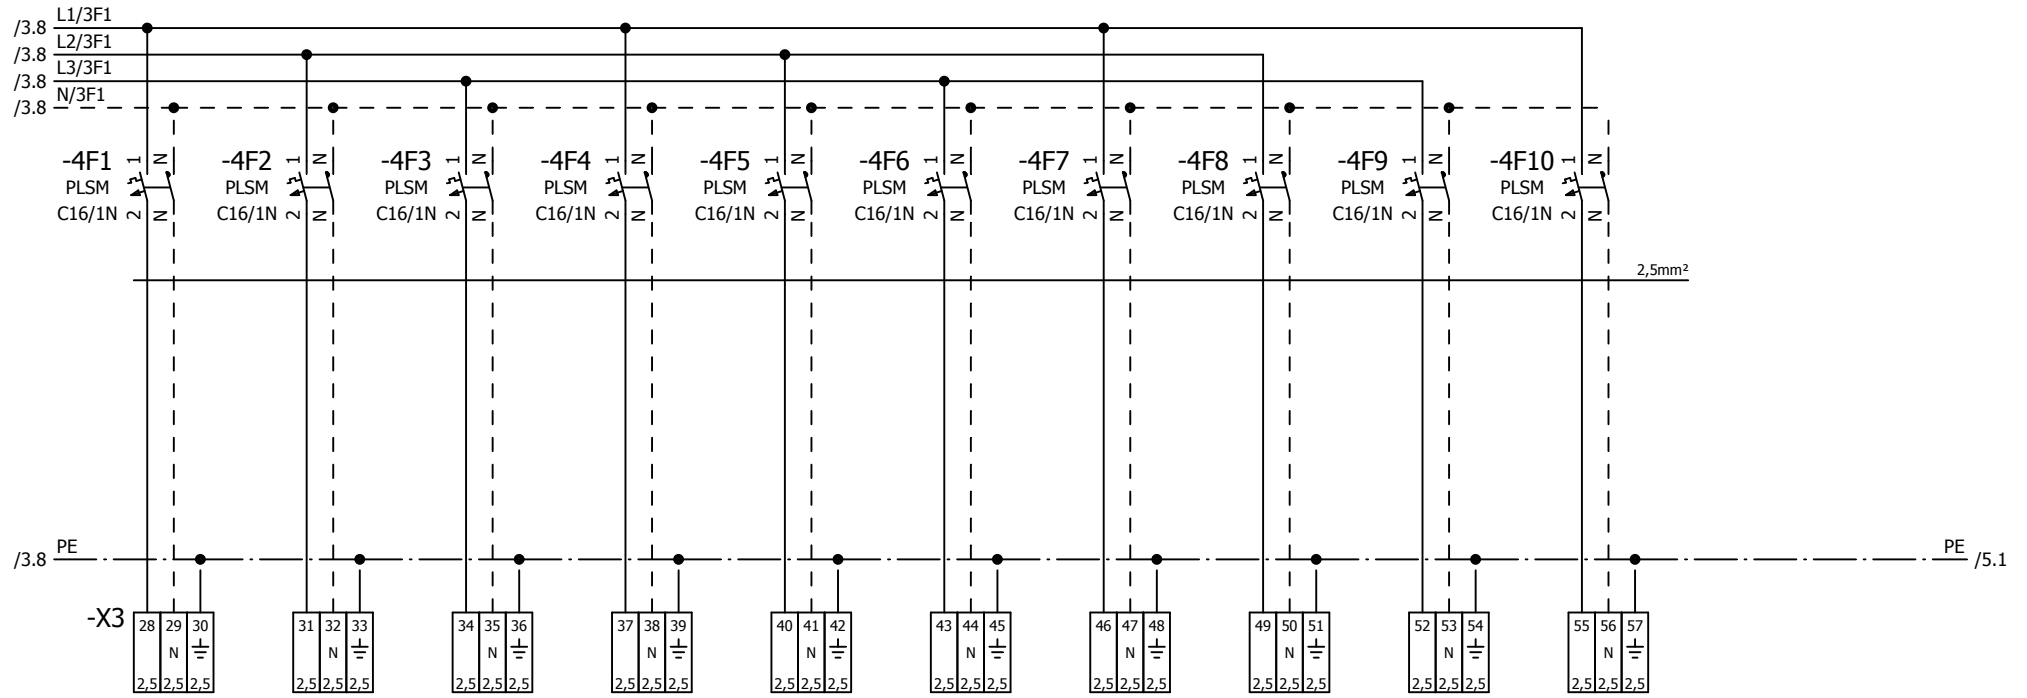 /3.8 L1/3F1
/3.8 L2/3F1
/3.8 L3/3F1
/3.8 N/3F1
-4F1 1 N -4F2 1 N -4F3 1 N -4F4 1 N -4F5 1 N -4F6 1 N -4F7 1 N -4F8 1 N -4F9 1 N -4F10 1 N
PLSM PLSM PLSM PLSM PLSM PLSM PLSM PLSM PLSM PLSM
C16/1N 2 N C16/1N 2 N C16/1N 2 N C16/1N 2 N C16/1N 2 N C16/1N 2 N C16/1N 2 N C16/1N 2 N C16/1N 2 N C16/1N 2 N
2,5mm²
/3.8 PE PE /5.1
-X3 28 29 30 31 32 33 34 35 36 37 38 39 40 41 42 43 44 45 46 47 48 49 50 51 52 53 54 55 56 57
N N N N N N N N N N
2,5 2,5 2,5 2,5 2,5 2,5 2,5 2,5 2,5 2,5 2,5 2,5 2,5 2,5 2,5 2,5 2,5 2,5 2,5 2,5 2,5 2,5 2,5 2,5 2,5 2,5 2,5 2,5 2,5 2,5